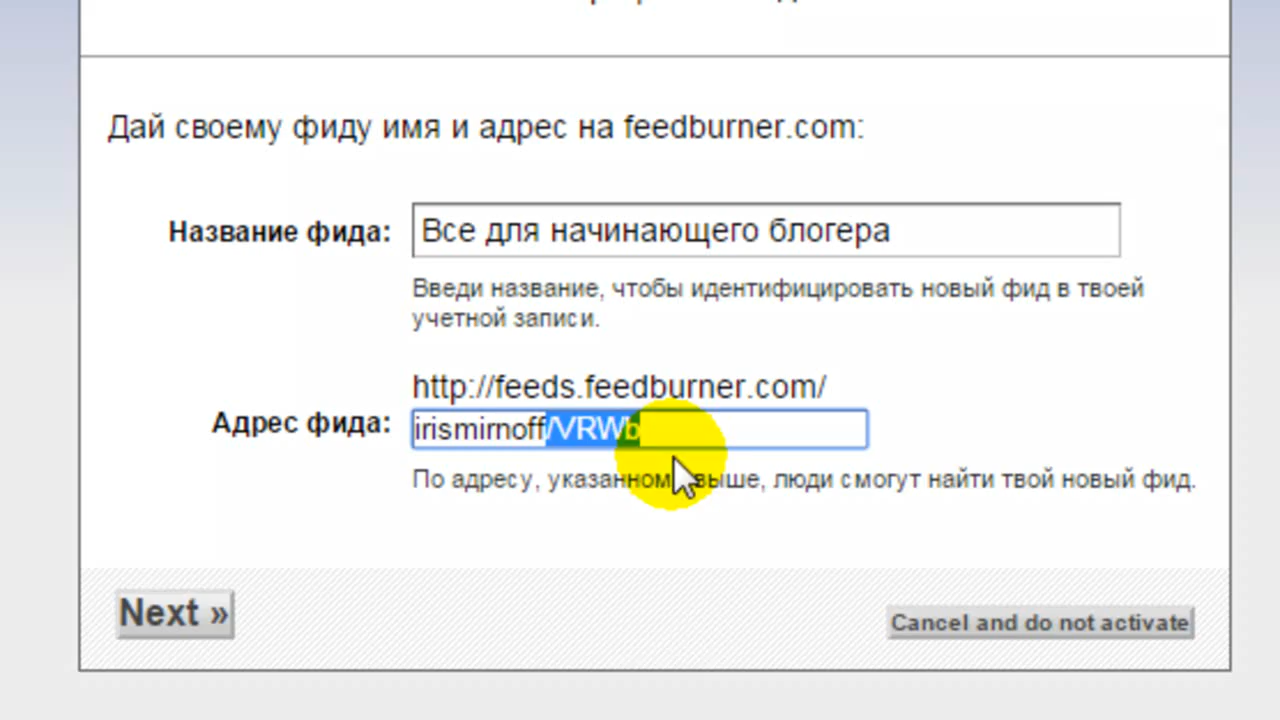 Дай своему фиду имя и адрес на feedburner.com:
Название фида: Все для начинающего блогера
Введи название, чтобы идентифицировать новый фид в твоей
учетной записи.
http://feeds.feedburner.com/
Адрес фида: irismirnoff/VRWb
По адресу, указанному выше, люди смогут найти твой новый фид.
Next »
Cancel and do not activate